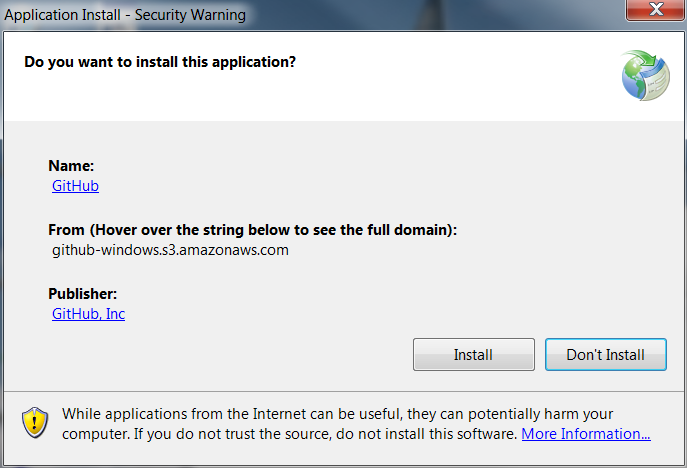 Application Install - Security Warning
Do you want to install this application?
Name:
GitHub
From (Hover over the string below to see the full domain):
github-windows.s3.amazonaws.com
Publisher:
GitHub, Inc
Install Don't Install
While applications from the Internet can be useful, they can potentially harm your
computer. If you do not trust the source, do not install this software. More Information...